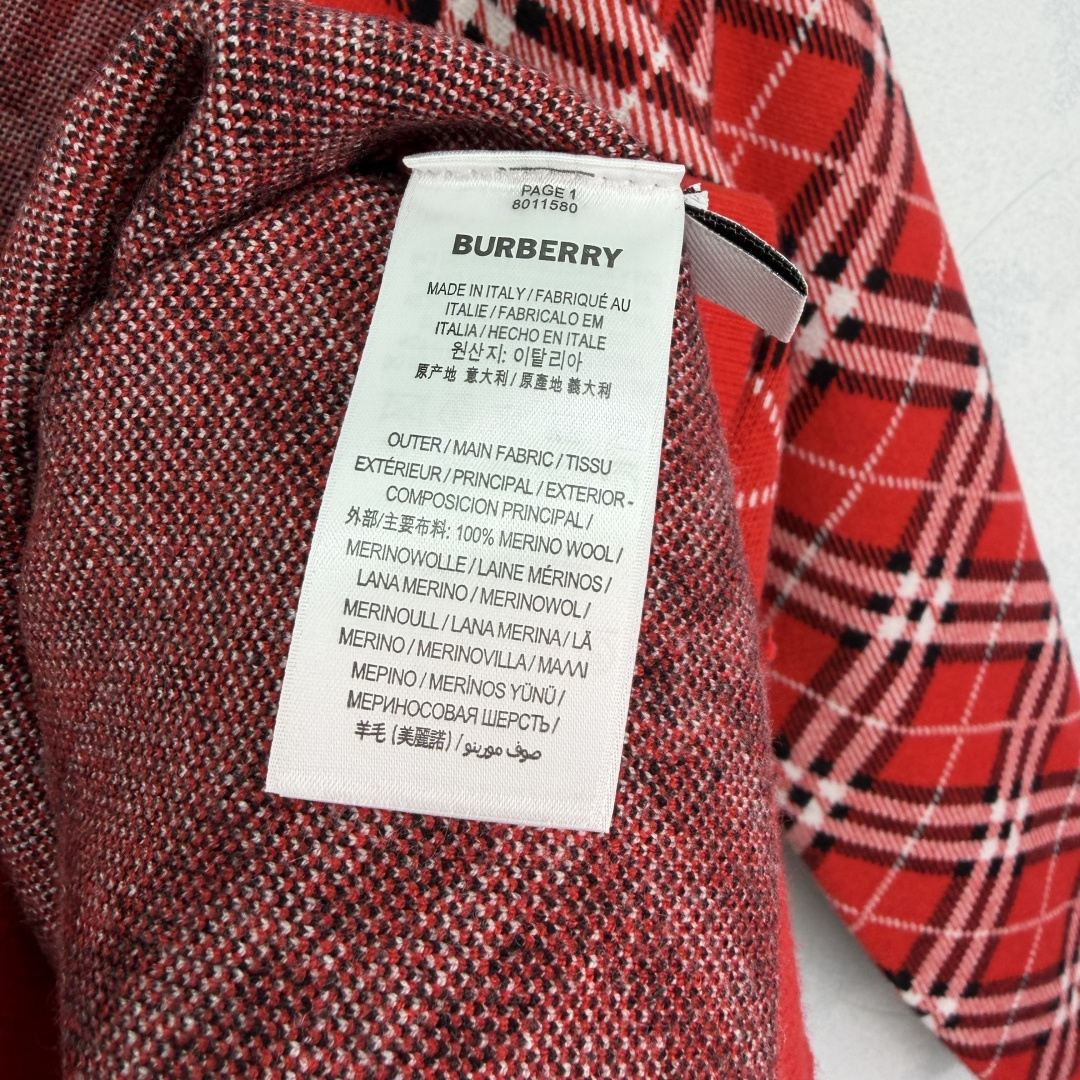 PAGE 1
8011580
BURBERRY
MADE IN ITALY / FABRIQUÉ AU
ITALIE / FABRICALO EM
ITALIA / HECHO EN ITALE
원산지: 이탈리아
原产地 意大利 / 原產地 義大利
OUTER / MAIN FABRIC / TISSU
EXTÉRIEUR / PRINCIPAL / EXTERIOR -
COMPOSICION PRINCIPAL /
外部/主要布料: 100% MERINO WOOL /
MERINOWOLLE / LAINE MÉRINOS /
LANA MERINO / MERINOWOL /
MERINOULL / LANA MERINA / LÃ
MERINO / MERINOVILLA / ΜΑΛΛΙ
ΜΕΡΙΝΟ / MERİNOS YÜNÜ /
МЕРИНОСОВАЯ ШЕРСТЬ /
羊毛 (美麗諾) / صوف مورينو